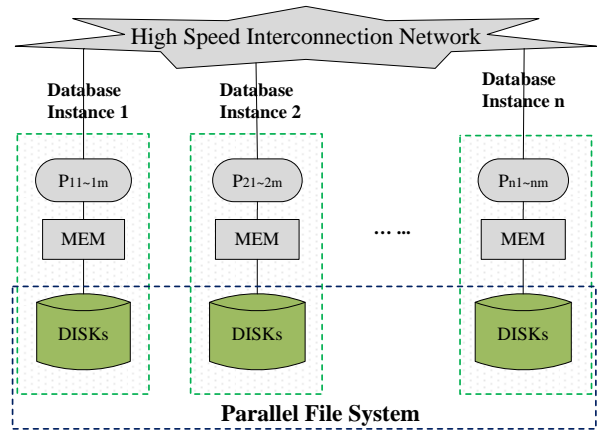 High Speed Interconnection Network
Database
Instance 1
Database
Instance 2
Database
Instance n
P11~1m
P21~2m
Pn1~nm
MEM
MEM
... ...
MEM
DISKs
DISKs
DISKs
Parallel File System